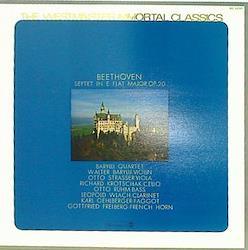 THE WESTMINSTER IMMORTAL CLASSICS
BEETHOVEN
SEPTET IN E FLAT MAJOR, OP. 20
BARYLLI QUARTET
WALTER BARYLLI-VIOLIN
OTTO STRASSER-VIOLA
RICHARD KROTSCHAK-CELLO
OTTO RÜHM-BASS
LEOPOLD WLACH-CLARINET
KARL OEHLBERGER-FAGGOT
GOTTFRIED FREIBERG-FRENCH HORN